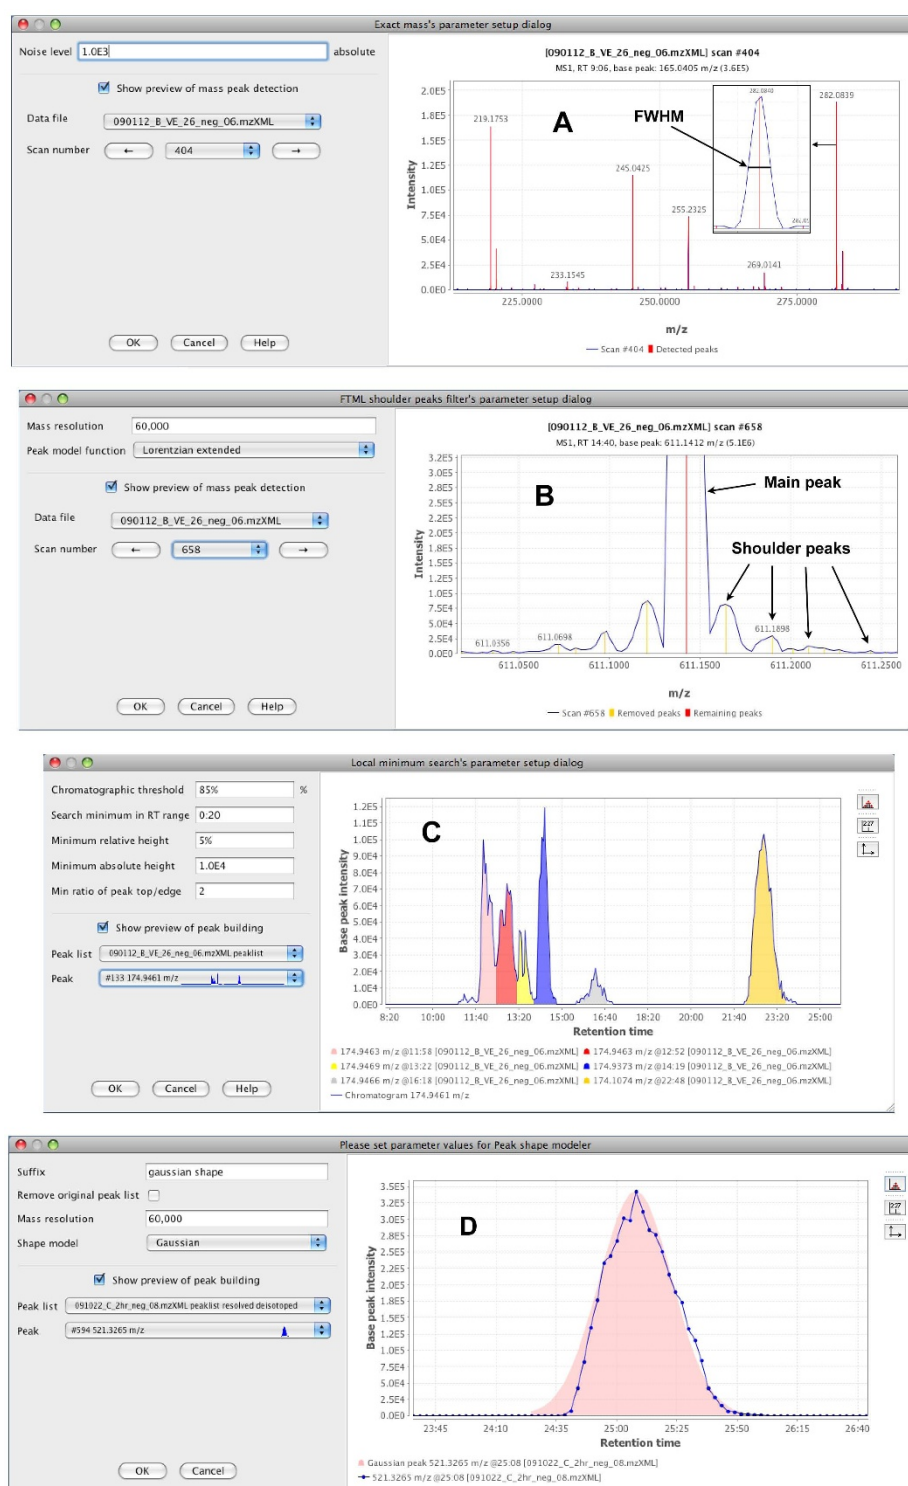 Exact mass's parameter setup dialog
Noise level 1.0E3 absolute
Show preview of mass peak detection
Data file 090112_B_VE_26_neg_06.mzXML
Scan number ← 404 →
OK Cancel Help
[090112_B_VE_26_neg_06.mzXML] scan #404
MS1, RT 9:06, base peak: 165.0405 m/z (3.6E5)
A
FWHM
282.0840
282.0839
219.1753
245.0425
255.2325
233.1545
269.0141
Intensity
2.0E5
1.8E5
1.5E5
1.2E5
1.0E5
7.5E4
5.0E4
2.5E4
0.0E0
225.0000 250.0000 275.0000
m/z
Scan #404 Detected peaks
FTML shoulder peaks filter's parameter setup dialog
Mass resolution 60,000
Peak model function Lorentzian extended
Show preview of mass peak detection
Data file 090112_B_VE_26_neg_06.mzXML
Scan number ← 658 →
OK Cancel Help
[090112_B_VE_26_neg_06.mzXML] scan #658
MS1, RT 14:40, base peak: 611.1412 m/z (5.1E6)
B
Main peak
Shoulder peaks
611.0356
611.0698
611.1898
Intensity
3.2E5
3.0E5
2.8E5
2.5E5
2.2E5
2.0E5
1.8E5
1.5E5
1.2E5
1.0E5
7.5E4
5.0E4
2.5E4
0.0E0
611.0500 611.1000 611.1500 611.2000 611.2500
m/z
Scan #658 Removed peaks Remaining peaks
Local minimum search's parameter setup dialog
Chromatographic threshold 85% %
Search minimum in RT range 0:20
Minimum relative height 5%
Minimum absolute height 1.0E4
Min ratio of peak top/edge 2
Show preview of peak building
Peak list 090112_B_VE_26_neg_06.mzXML peaklist
Peak #133 174.9461 m/z
OK Cancel Help
C
Base peak intensity
1.2E5
1.1E5
1.0E5
9.0E4
8.0E4
7.0E4
6.0E4
5.0E4
4.0E4
3.0E4
2.0E4
1.0E4
0.0E0
8:20 10:00 11:40 13:20 15:00 16:40 18:20 20:00 21:40 23:20 25:00
Retention time
174.9463 m/z @11:58 [090112_B_VE_26_neg_06.mzXML] 174.9463 m/z @12:52 [090112_B_VE_26_neg_06.mzXML]
174.9469 m/z @13:22 [090112_B_VE_26_neg_06.mzXML] 174.9373 m/z @14:19 [090112_B_VE_26_neg_06.mzXML]
174.9466 m/z @16:18 [090112_B_VE_26_neg_06.mzXML] 174.1074 m/z @22:48 [090112_B_VE_26_neg_06.mzXML]
Chromatogram 174.9461 m/z
Please set parameter values for Peak shape modeler
Suffix gaussian shape
Remove original peak list
Mass resolution 60,000
Shape model Gaussian
Show preview of peak building
Peak list 091022_C_2hr_neg_08.mzXML peaklist resolved deisotoped
Peak #594 521.3265 m/z
OK Cancel
D
Base peak intensity
3.5E5
3.2E5
3.0E5
2.8E5
2.5E5
2.2E5
2.0E5
1.8E5
1.5E5
1.2E5
1.0E5
7.5E4
5.0E4
2.5E4
0.0E0
23:45 24:10 24:35 25:00 25:25 25:50 26:15 26:40
Retention time
Gaussian peak 521.3265 m/z @25:08 [091022_C_2hr_neg_08.mzXML]
521.3265 m/z @25:08 [091022_C_2hr_neg_08.mzXML]